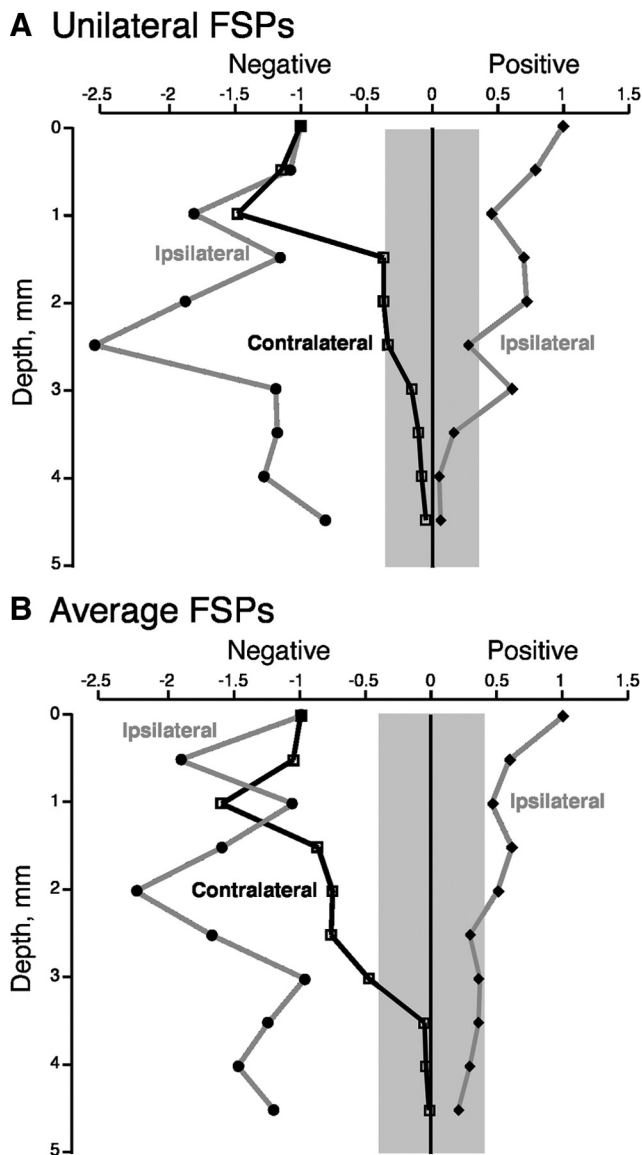 A Unilateral FSPs
Negative Positive
-2.5 -2 -1.5 -1 -0.5 0 0.5 1 1.5
0
1
Ipsilateral
2
Contralateral Ipsilateral
Depth, mm
3
4
5
B Average FSPs
Negative Positive
-2.5 -2 -1.5 -1 -0.5 0 0.5 1 1.5
0
Ipsilateral
1
Ipsilateral
2
Contralateral
Depth, mm
3
4
5